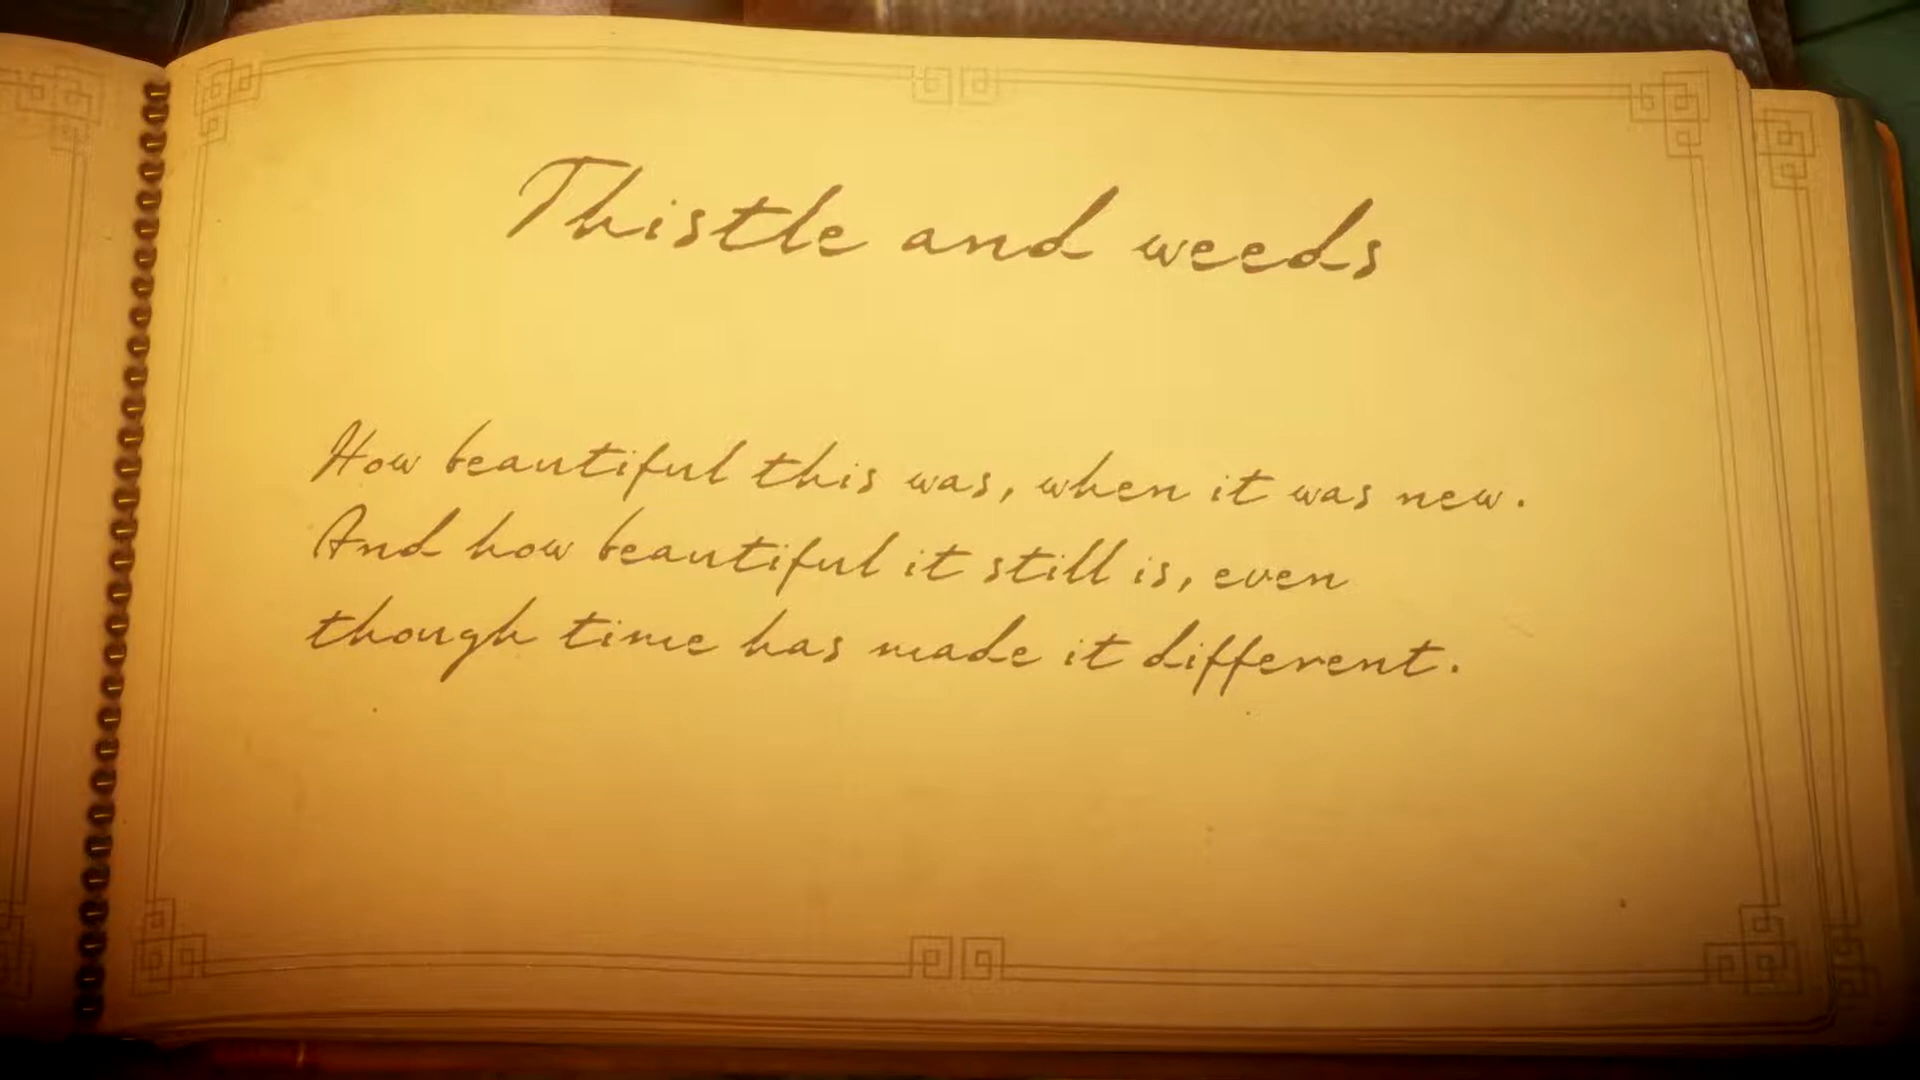 Thistle and weeds
How beautiful this was, when it was new.
And how beautiful it still is, even
though time has made it different.